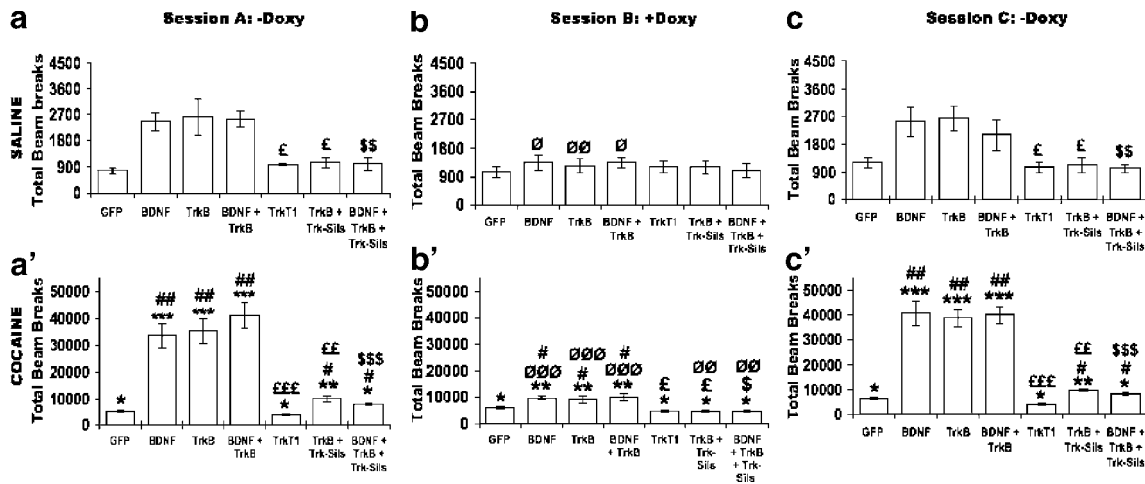 a Session A: -Doxy
SALINE
Total Beam breaks
4500
3600
2700
1800
900
0
£ £ $$
GFP BDNF TrkB BDNF + TrkB TrkT1 TrkB + Trk-Sils BDNF + TrkB + Trk-Sils
b Session B: +Doxy
Total Beam Breaks
4500
3600
2700
1800
900
0
Ø ØØ Ø
GFP BDNF TrkB BDNF + TrkB TrkT1 TrkB + Trk-Sils BDNF + TrkB + Trk-Sils
c Session C: -Doxy
Total Beam Breaks
4500
3600
2700
1800
900
0
£ £ $$
GFP BDNF TrkB BDNF + TrkB TrkT1 TrkB + Trk-Sils BDNF + TrkB + Trk-Sils
a'
COCAINE
Total Beam Breaks
50000
40000
30000
20000
10000
0
## ## ##
*** *** ***
££ $$$
£££ # #
* * ** *
GFP BDNF TrkB BDNF + TrkB TrkT1 TrkB + Trk-Sils BDNF + TrkB + Trk-Sils
b'
Total Beam Breaks
50000
40000
30000
20000
10000
0
# ØØØ # ØØ ØØ
ØØØ # ØØØ £ £ $
* ** ** ** * * *
GFP BDNF TrkB BDNF + TrkB TrkT1 TrkB + Trk-Sils BDNF + TrkB + Trk-Sils
c'
Total Beam Breaks
50000
40000
30000
20000
10000
0
## ## ##
*** *** ***
££ $$$
£££ # #
* * ** *
GFP BDNF TrkB BDNF + TrkB TrkT1 TrkB + Trk-Sils BDNF + TrkB + Trk-Sils